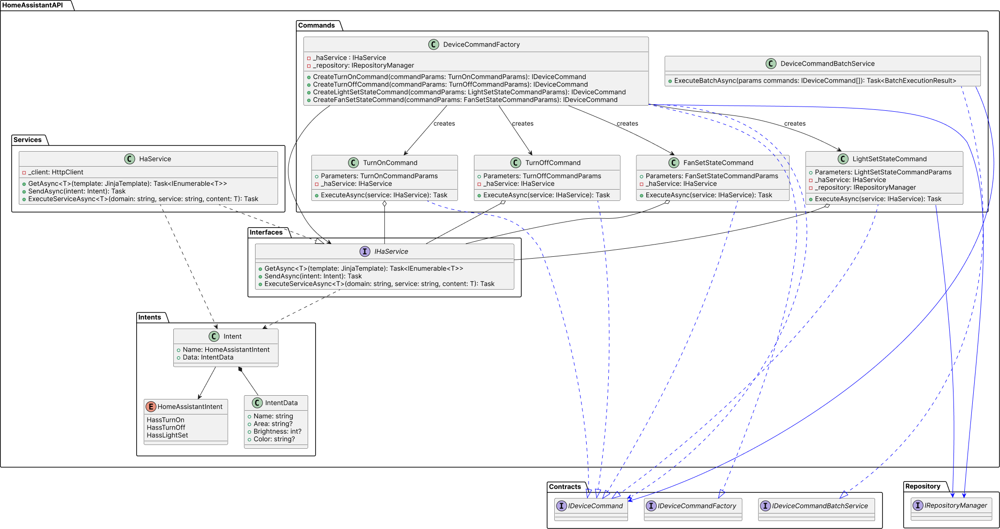 HomeAssistantAPI
Commands
C DeviceCommandFactory
_haService : IHaService
_repository: IRepositoryManager
CreateTurnOnCommand(commandParams: TurnOnCommandParams): IDeviceCommand
CreateTurnOffCommand(commandParams: TurnOffCommandParams): IDeviceCommand
CreateLightSetStateCommand(commandParams: LightSetStateCommandParams): IDeviceCommand
CreateFanSetStateCommand(commandParams: FanSetStateCommandParams): IDeviceCommand
C DeviceCommandBatchService
ExecuteBatchAsync(params commands: IDeviceCommand[]): Task<BatchExecutionResult>
creates
creates
creates
creates
Services
C HaService
_client: HttpClient
GetAsync<T>(template: JinjaTemplate): Task<IEnumerable<T>>
SendAsync(intent: Intent): Task
ExecuteServiceAsync<T>(domain: string, service: string, content: T): Task
C TurnOnCommand
Parameters: TurnOnCommandParams
_haService: IHaService
ExecuteAsync(service: IHaService): Task
C TurnOffCommand
Parameters: TurnOffCommandParams
_haService: IHaService
ExecuteAsync(service: IHaService): Task
C FanSetStateCommand
Parameters: FanSetStateCommandParams
_haService: IHaService
ExecuteAsync(service: IHaService): Task
C LightSetStateCommand
Parameters: LightSetStateCommandParams
_haService: IHaService
_repository: IRepositoryManager
ExecuteAsync(service: IHaService): Task
Interfaces
I IHaService
GetAsync<T>(template: JinjaTemplate): Task<IEnumerable<T>>
SendAsync(intent: Intent): Task
ExecuteServiceAsync<T>(domain: string, service: string, content: T): Task
Intents
C Intent
Name: HomeAssistantIntent
Data: IntentData
E HomeAssistantIntent
HassTurnOn
HassTurnOff
HassLightSet
C IntentData
Name: string
Area: string?
Brightness: int?
Color: string?
Contracts
I IDeviceCommand
I IDeviceCommandFactory
I IDeviceCommandBatchService
Repository
I IRepositoryManager